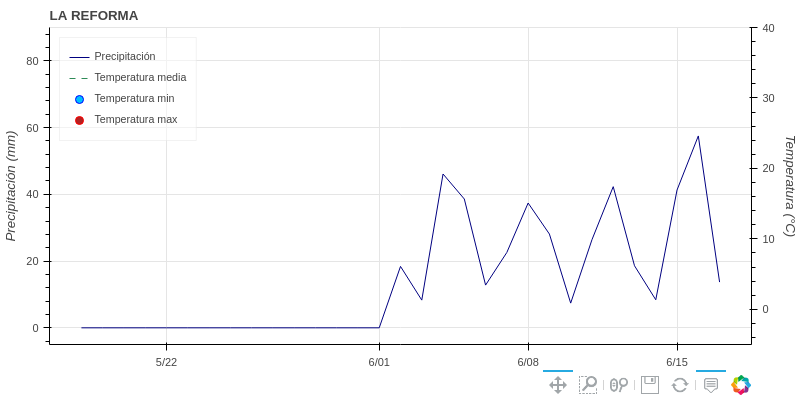 LA REFORMA
Precipitación
Temperatura media
Temperatura min
Temperatura max
Precipitación (mm)
80
60
40
20
0
Temperatura (°C)
40
30
20
10
0
5/22
6/01
6/08
6/15